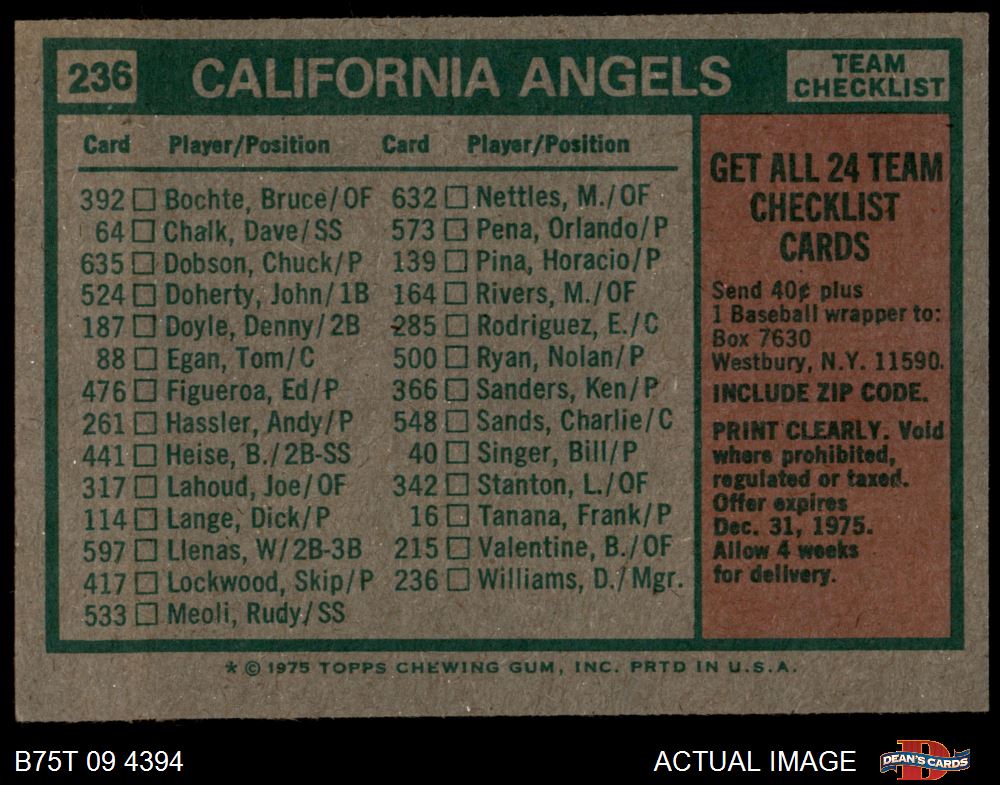 236 CALIFORNIA ANGELS TEAM CHECKLIST
Card Player/Position Card Player/Position
392 Bochte, Bruce/OF
64 Chalk, Dave/SS
635 Dobson, Chuck/P
524 Doherty, John/1B
187 Doyle, Denny/2B
88 Egan, Tom/C
476 Figueroa, Ed/P
261 Hassler, Andy/P
441 Heise, B./2B-SS
317 Lahoud, Joe/OF
114 Lange, Dick/P
597 Llenas, W/2B-3B
417 Lockwood, Skip/P
533 Meoli, Rudy/SS
632 Nettles, M./OF
573 Pena, Orlando/P
139 Pina, Horacio/P
164 Rivers, M./OF
285 Rodriguez, E./C
500 Ryan, Nolan/P
366 Sanders, Ken/P
548 Sands, Charlie/C
40 Singer, Bill/P
342 Stanton, L./OF
16 Tanana, Frank/P
215 Valentine, B./OF
236 Williams, D./Mgr.
GET ALL 24 TEAM
CHECKLIST
CARDS
Send 40¢ plus
1 Baseball wrapper to:
Box 7630
Westbury, N.Y. 11590.
INCLUDE ZIP CODE.
PRINT CLEARLY. Void
where prohibited,
regulated or taxed.
Offer expires
Dec. 31, 1975.
Allow 4 weeks
for delivery.
* © 1975 TOPPS CHEWING GUM, INC. PRTD IN U.S.A.
B75T 09 4394 ACTUAL IMAGE
D
DEAN'S CARDS